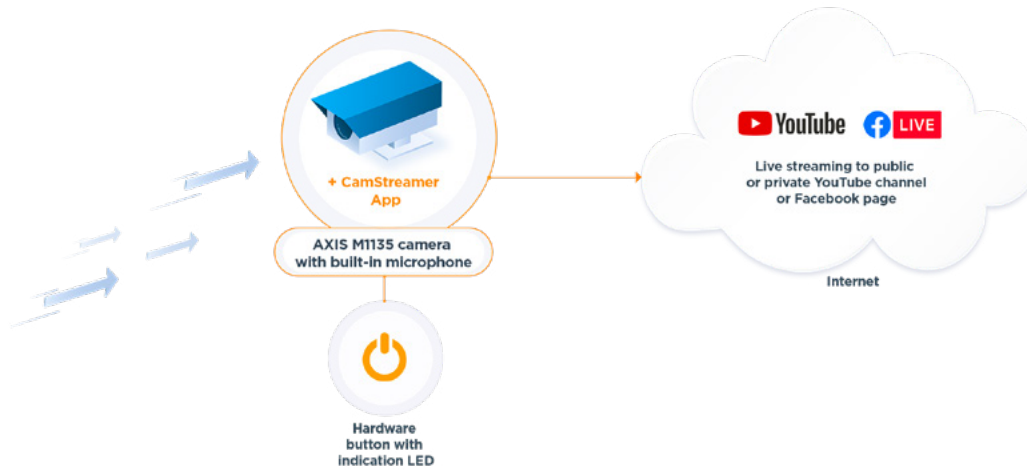 + CamStreamer
App
AXIS M1135 camera
with built-in microphone
Hardware
button with
indication LED
YouTube
LIVE
Live streaming to public
or private YouTube channel
or Facebook page
Internet